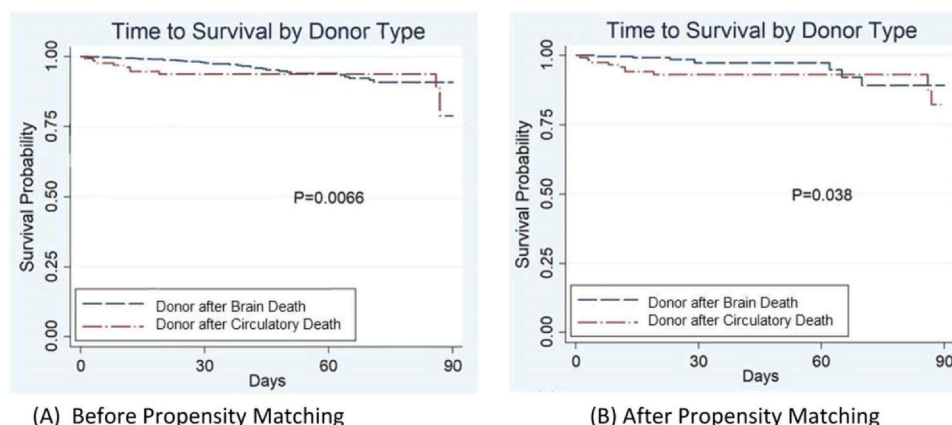 Time to Survival by Donor Type
Survival Probability
1.00
0.75
0.50
0.25
0.00
P=0.0066
Donor after Brain Death
Donor after Circulatory Death
0 30 60 90
Days
(A) Before Propensity Matching
Time to Survival by Donor Type
Survival Probability
1.00
0.75
0.50
0.25
0.00
P=0.038
Donor after Brain Death
Donor after Circulatory Death
0 30 60 90
Days
(B) After Propensity Matching